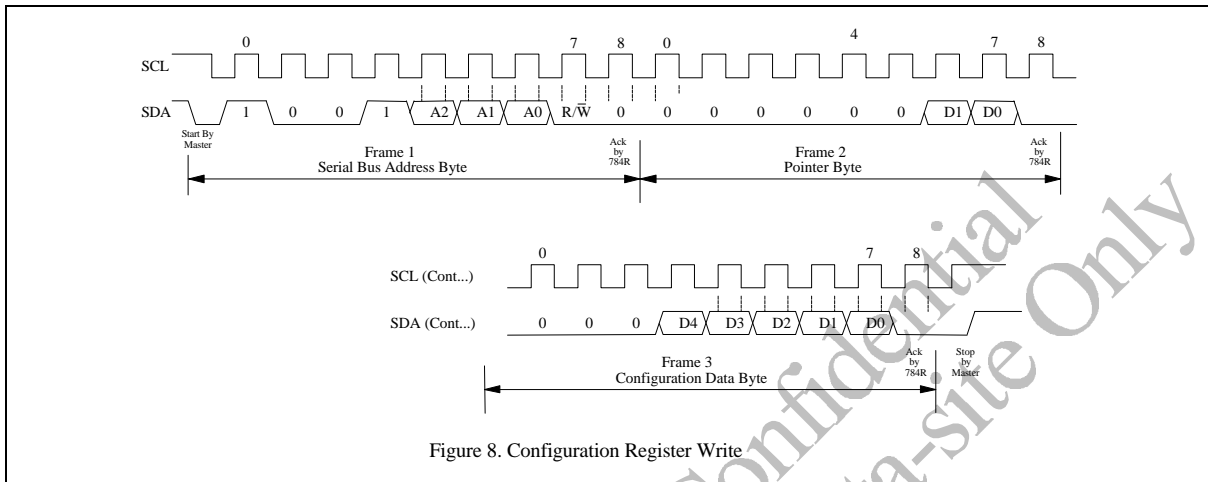 0 7 8 0 4 7 8
SCL
SDA 1 0 0 1 A2 A1 A0 R/W̅ 0 0 0 0 0 0 0 D1 D0
Start By
Master
Ack
by
784R
Ack
by
784R
Frame 1
Serial Bus Address Byte
Frame 2
Pointer Byte
0 7 8
SCL (Cont...)
SDA (Cont...) 0 0 0 D4 D3 D2 D1 D0
Frame 3
Configuration Data Byte
Ack
by
784R
Stop
by
Master
Figure 8. Configuration Register Write
Confidential
ta-site Only